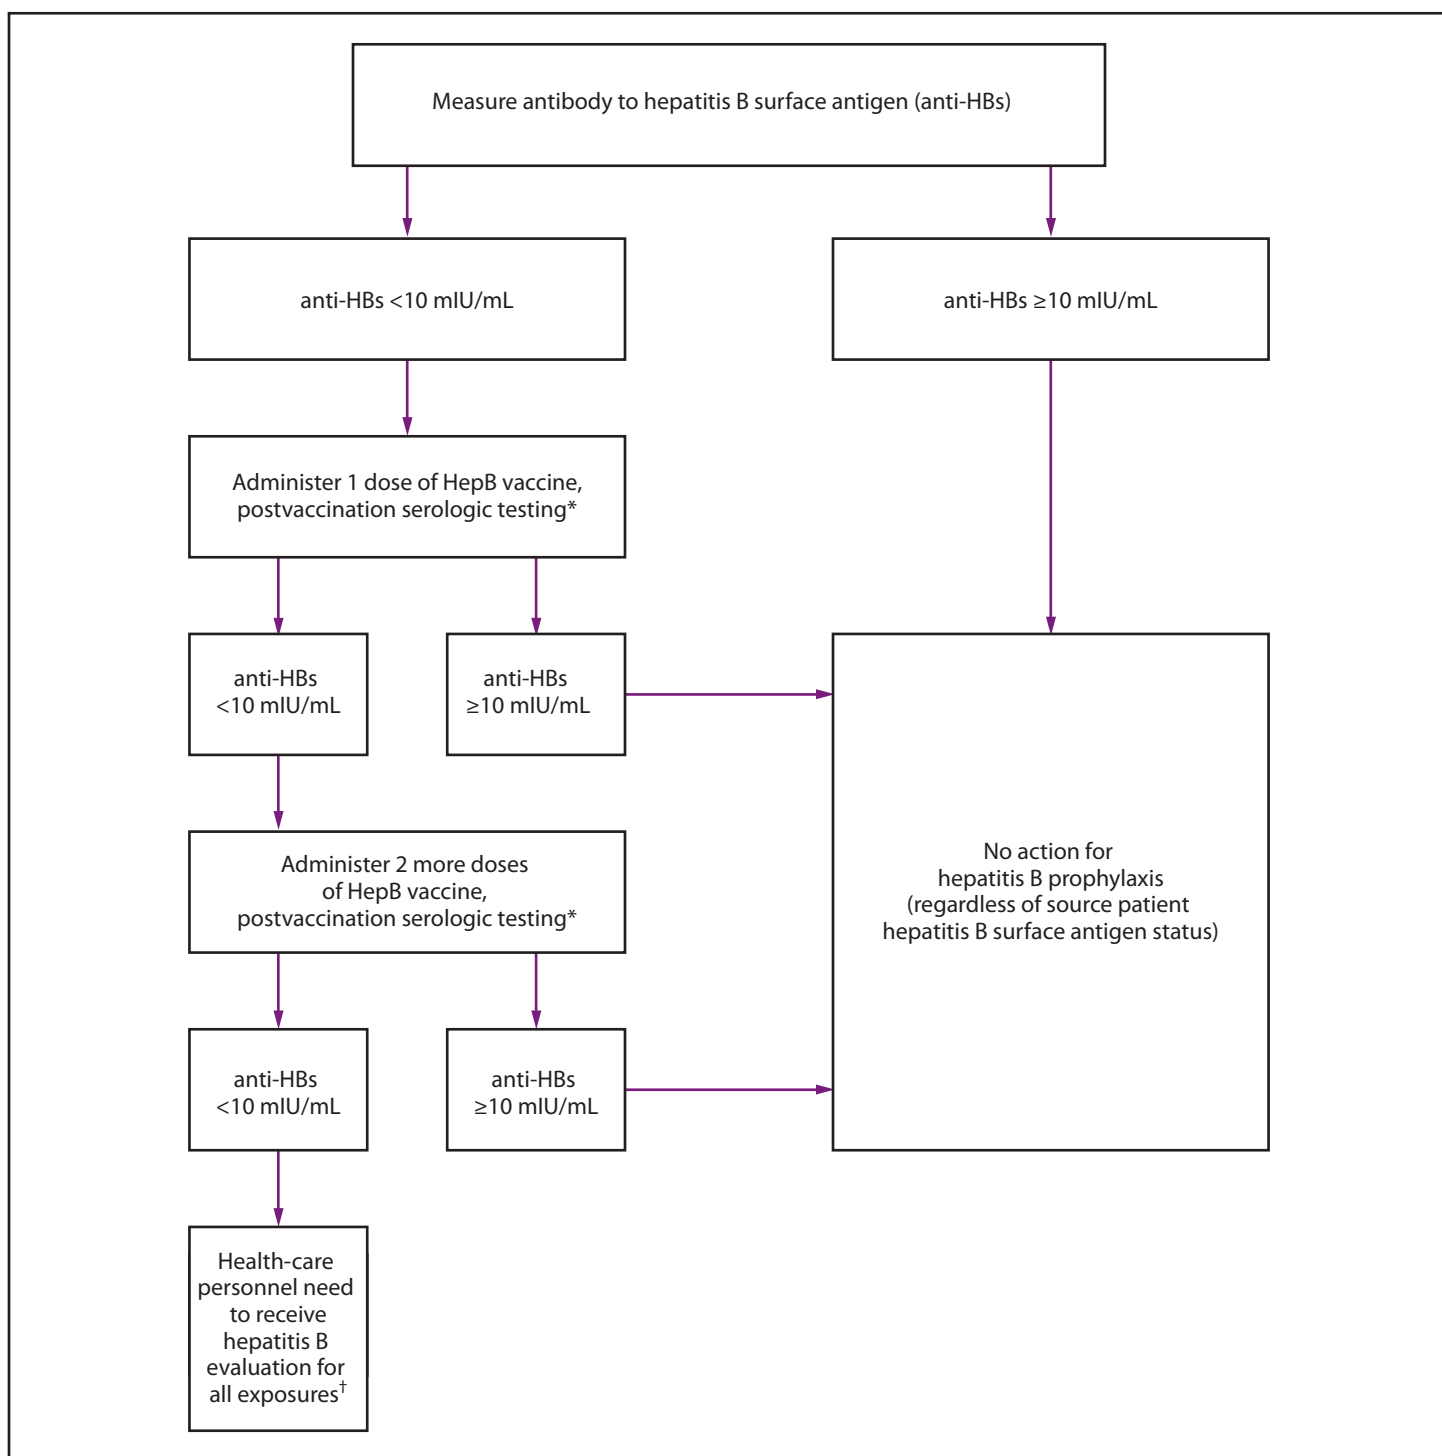 Measure antibody to hepatitis B surface antigen (anti-HBs)
anti-HBs <10 mIU/mL
anti-HBs ≥10 mIU/mL
Administer 1 dose of HepB vaccine,
postvaccination serologic testing*
anti-HBs
<10 mIU/mL
anti-HBs
≥10 mIU/mL
Administer 2 more doses
of HepB vaccine,
postvaccination serologic testing*
No action for
hepatitis B prophylaxis
(regardless of source patient
hepatitis B surface antigen status)
anti-HBs
<10 mIU/mL
anti-HBs
≥10 mIU/mL
Health-care
personnel need
to receive
hepatitis B
evaluation for
all exposures†